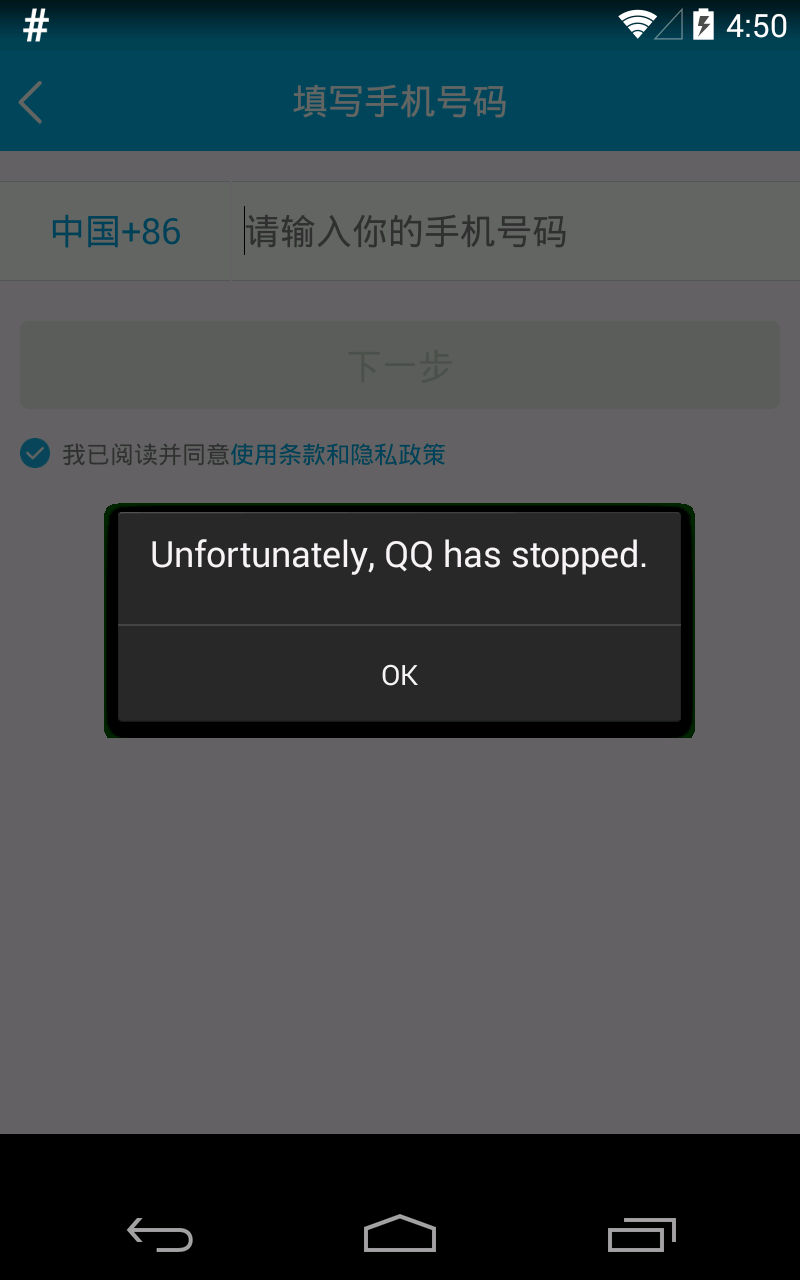 # 4:50
填写手机号码
中国+86 请输入你的手机号码
下一步
我已阅读并同意使用条款和隐私政策
Unfortunately, QQ has stopped.
OK